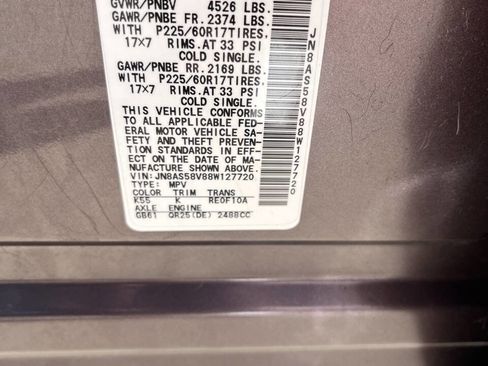 GVWR/PNBV 4526 LBS.
GAWR/PNBE FR. 2374 LBS.
WITH P225/60R17TIRES,
17×7 RIMS.AT 33 PSI
COLD SINGLE.
GAWR/PNBE RR. 2169 LBS.
WITH P225/60R17TIRES,
17×7 RIMS.AT 33 PSI
COLD SINGLE.
THIS VEHICLE CONFORMS
TO ALL APPLICABLE FED-
ERAL MOTOR VEHICLE SA-
FETY AND THEFT PREVEN-
TION STANDARDS IN EFF-
ECT ON THE DATE OF MA-
NUFACTURE SHOWN ABOVE.
VIN: JN8AS58V88W127720
TYPE: MPV
COLOR TRIM TRANS
K55 K RE0F10A
AXLE ENGINE
GB61 QR25(DE) 2488CC
JN8AS58V88W127720